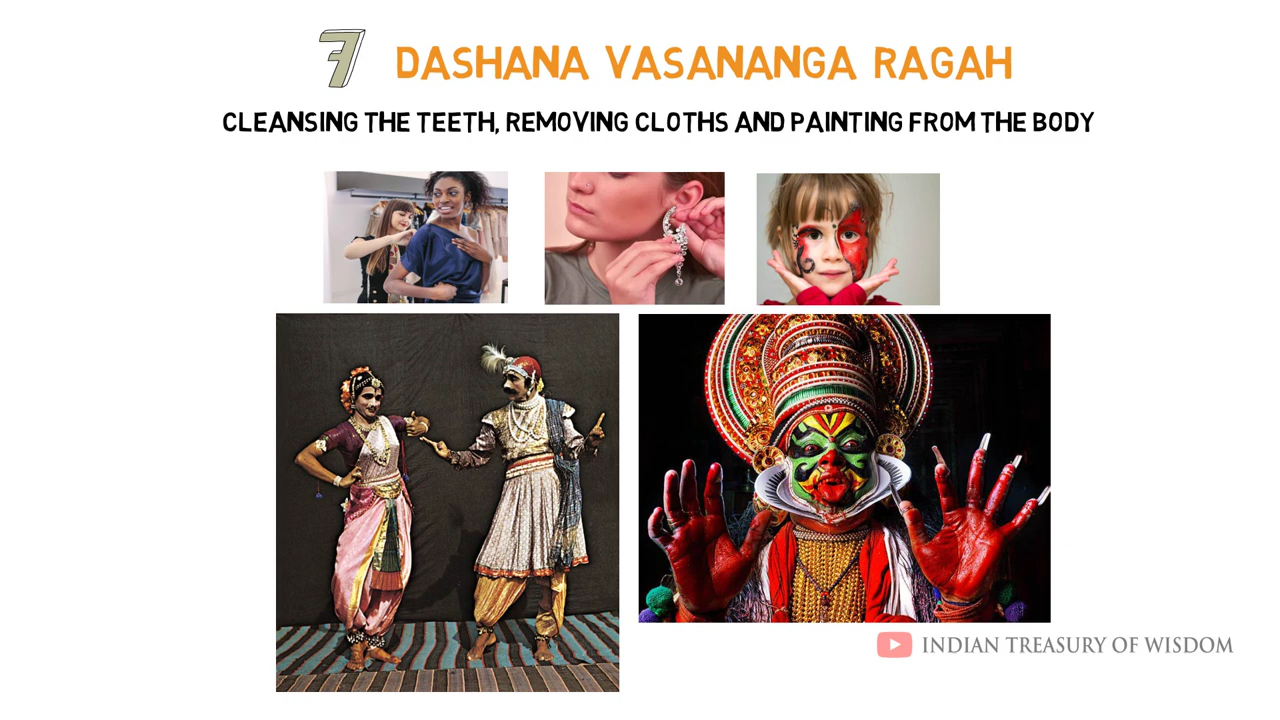 7 DASHANA VASANANGA RAGAH
CLEANSING THE TEETH, REMOVING CLOTHS AND PAINTING FROM THE BODY
INDIAN TREASURY OF WISDOM